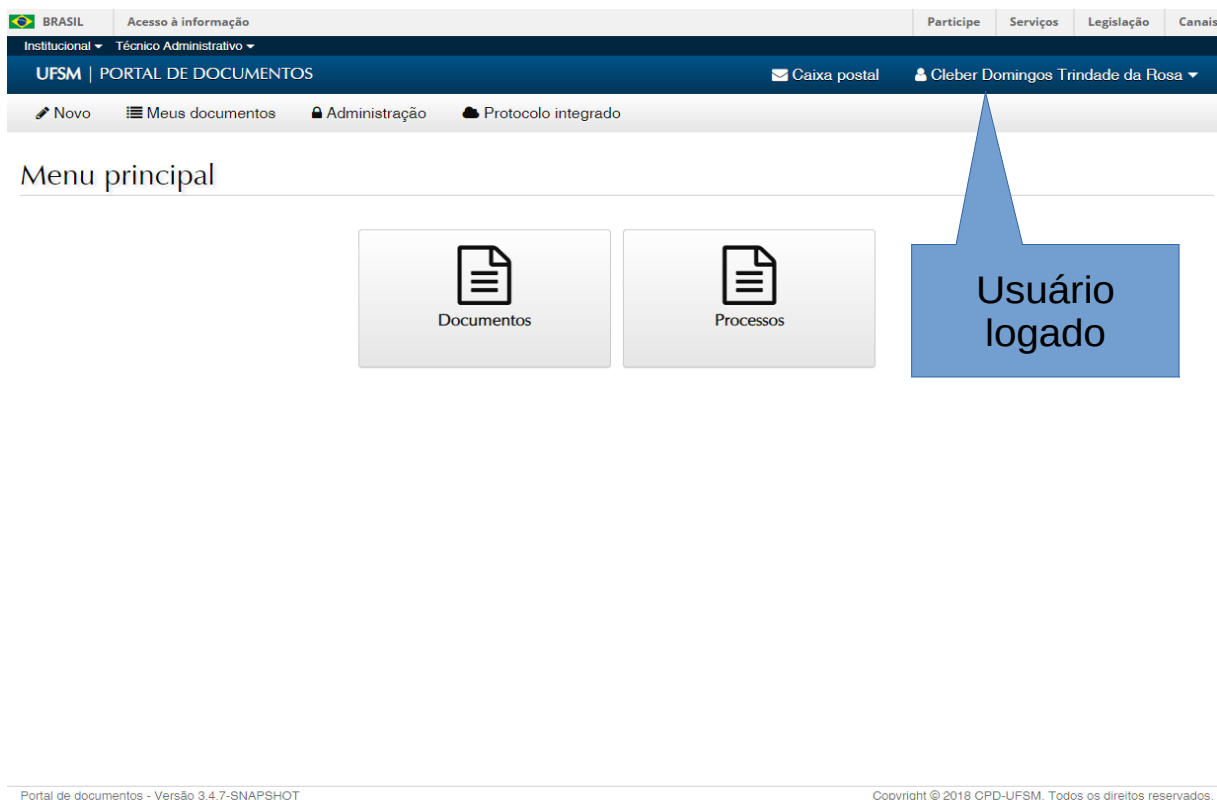 BRASIL Acesso à informação Participe Serviços Legislação Canais
Institucional Técnico Administrativo
UFSM | PORTAL DE DOCUMENTOS Caixa postal Cleber Domingos Trindade da Rosa
Novo Meus documentos Administração Protocolo integrado
Menu principal
Documentos Processos
Usuário
logado
Portal de documentos - Versão 3.4.7-SNAPSHOT Copyright © 2018 CPD-UFSM. Todos os direitos reservados.